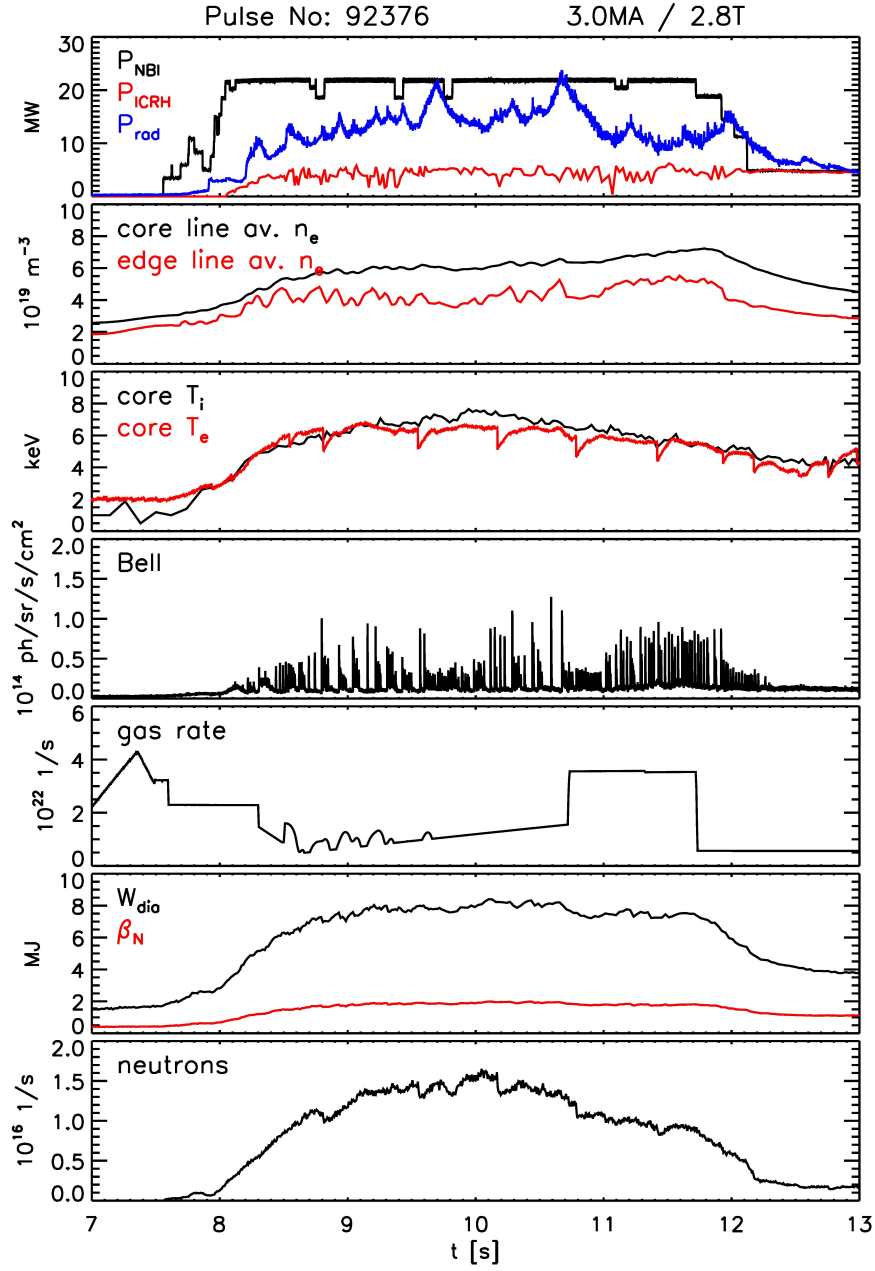 Pulse No: 92376 3.0MA / 2.8T
30
20
10
0
MW
P_NBI
P_ICRH
P_rad
10
8
6
4
2
0
10^19 m^-3
core line av. n_e
edge line av. n_e
10
8
6
4
2
0
keV
core T_i
core T_e
2.0
1.5
1.0
0.5
0.0
10^14 ph/sr/s/cm^2
Bell
6
4
2
0
10^22 1/s
gas rate
10
8
6
4
2
0
MJ
W_dia
β_N
2.0
1.5
1.0
0.5
0.0
10^16 1/s
neutrons
7 8 9 10 11 12 13
t [s]